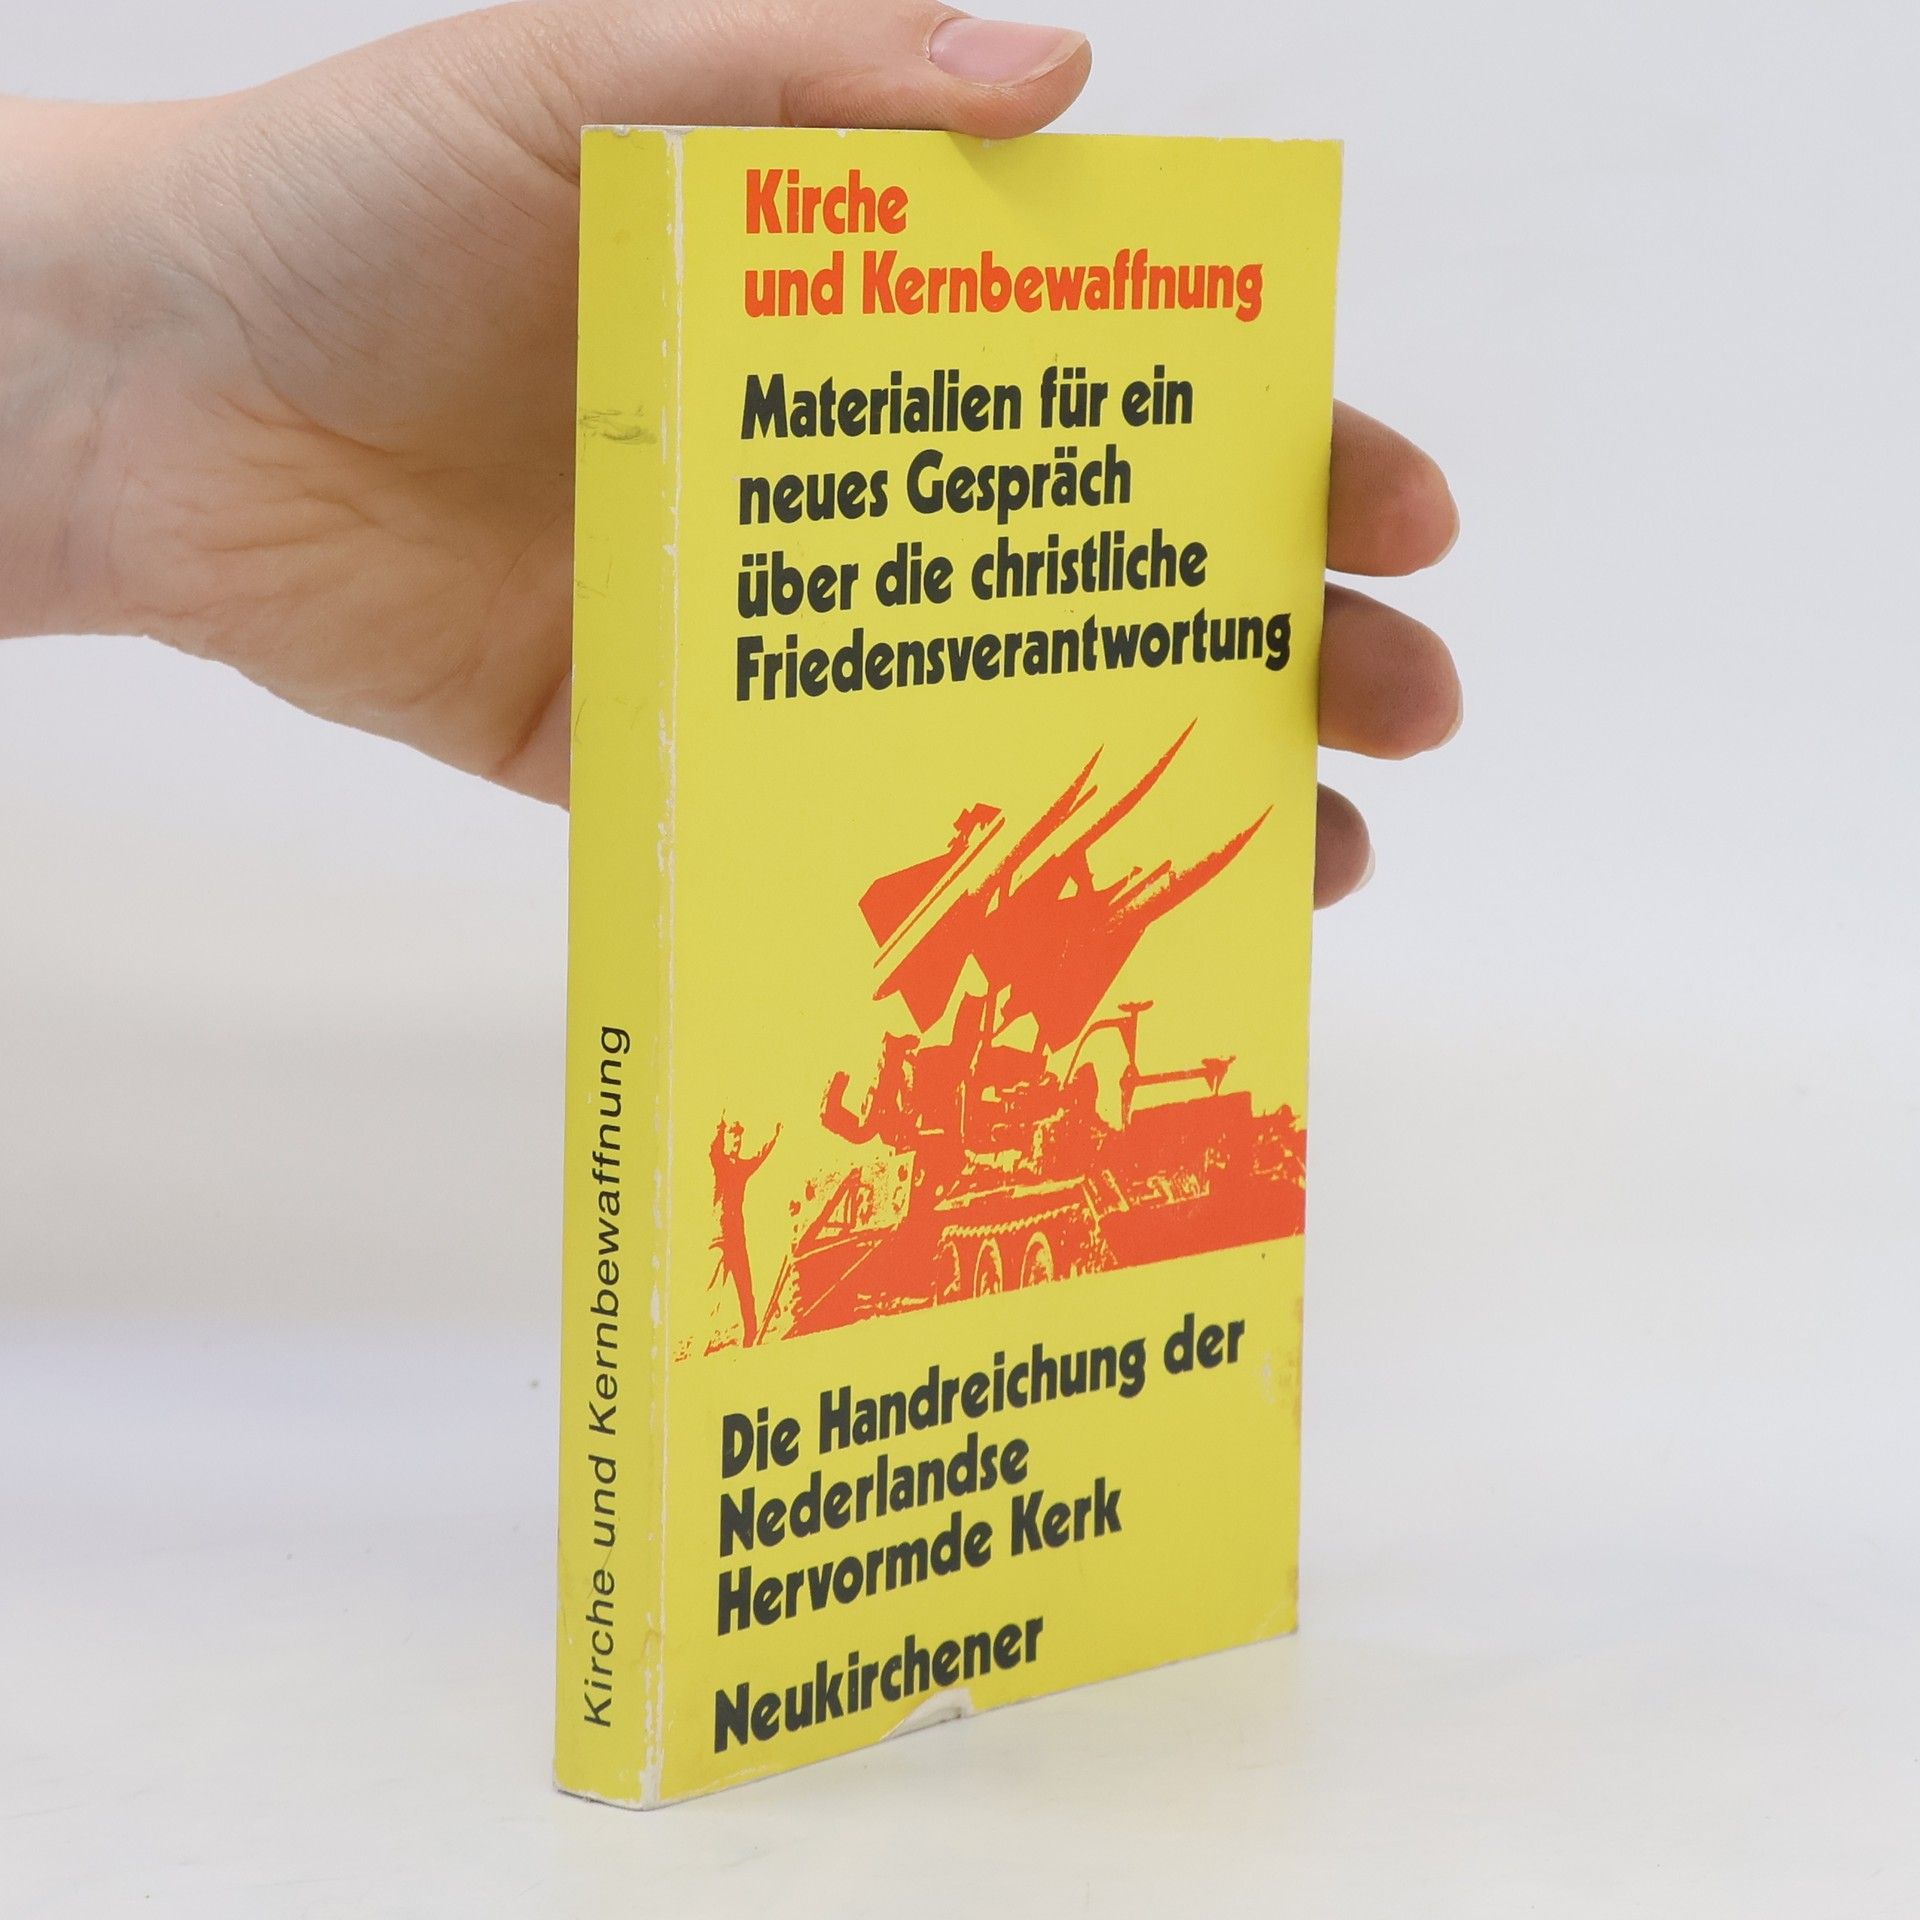 Kirche
und Kernbewaffnung
Materialien für ein
neues Gespräch
über die christliche
Friedensverantwortung
Die Handreichung der
Nederlandse
Hervormde Kerk
Neukirchener
Kirche und Kernbewaffnung